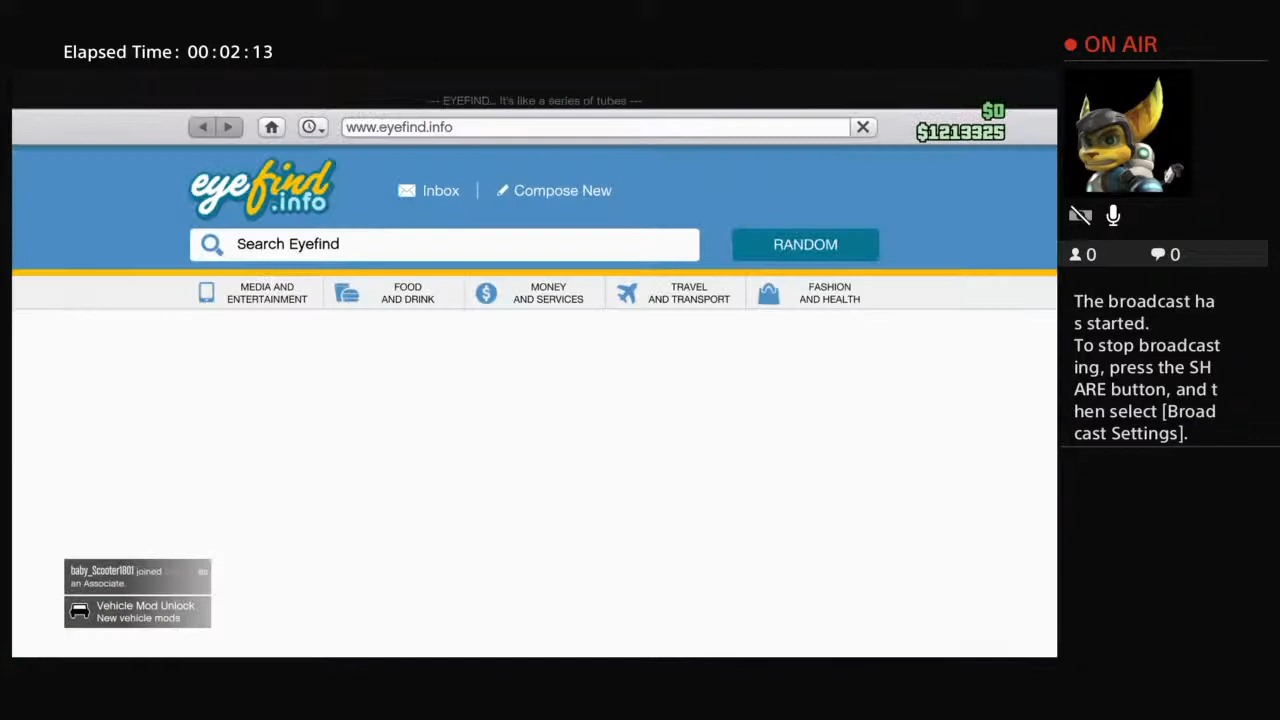 Elapsed Time: 00:02:13
ON AIR
--- EYEFIND... It's like a series of tubes ---
$0
www.eyefind.info
$1213325
eyefind
.info
Inbox
Compose New
Search Eyefind
RANDOM
0
0
MEDIA AND
ENTERTAINMENT
FOOD
AND DRINK
MONEY
AND SERVICES
TRAVEL
AND TRANSPORT
FASHION
AND HEALTH
The broadcast ha
s started.
To stop broadcast
ing, press the SH
ARE button, and t
hen select [Broad
cast Settings].
baby_Scooter1801 joined as
an Associate.
Vehicle Mod Unlock
New vehicle mods